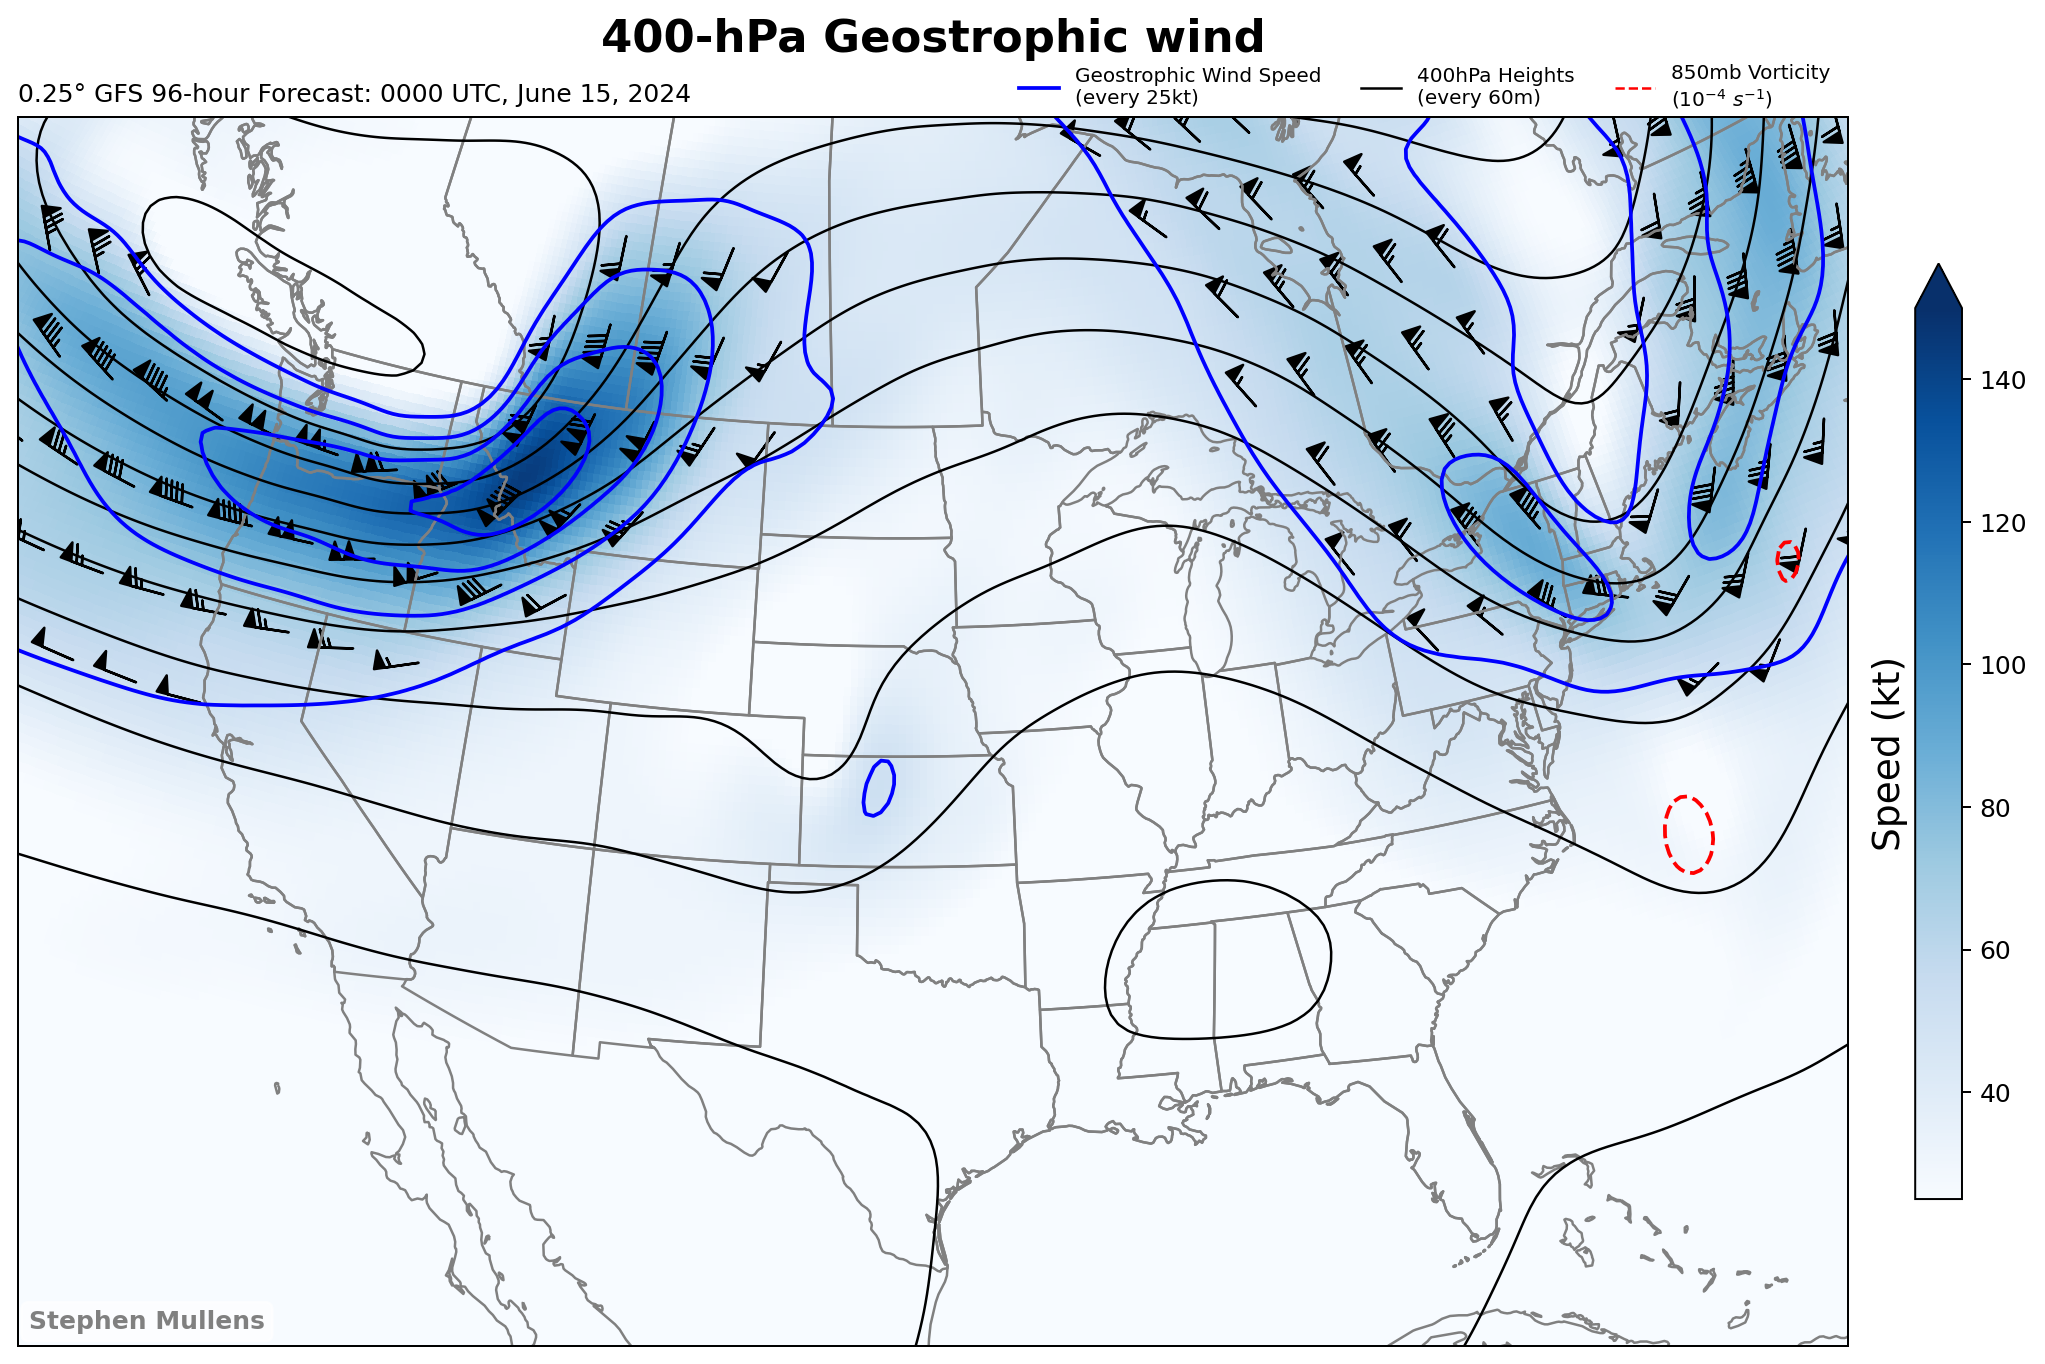 400-hPa Geostrophic wind
0.25° GFS 96-hour Forecast: 0000 UTC, June 15, 2024
Geostrophic Wind Speed
(every 25kt)
400hPa Heights
(every 60m)
850mb Vorticity
(10⁻⁴ s⁻¹)
140
120
100
80
60
40
Speed (kt)
Stephen Mullens